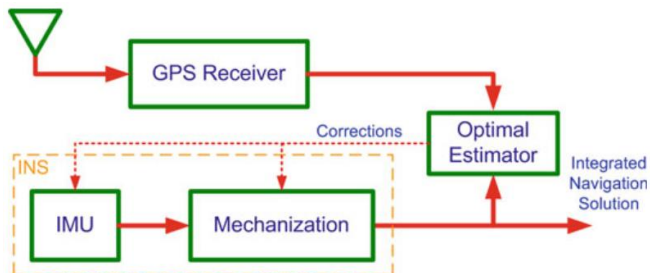 GPS Receiver
Corrections
Optimal
Estimator
Integrated
Navigation
Solution
INS
IMU
Mechanization